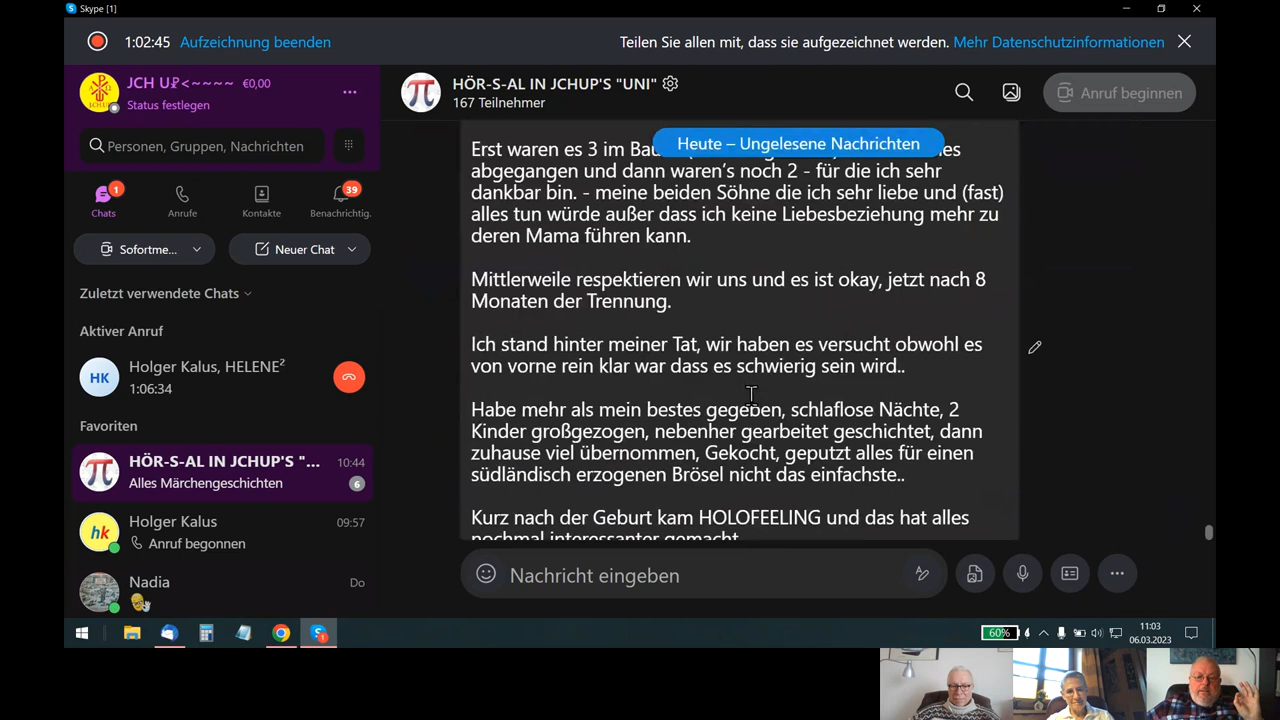 Skype [1]
1:02:45 Aufzeichnung beenden
Teilen Sie allen mit, dass sie aufgezeichnet werden. Mehr Datenschutzinformationen
€0,00
Status festlegen
Personen, Gruppen, Nachrichten
1
39
Chats
Anrufe
Kontakte
Benachrichtig.
Sofortme...
Neuer Chat
Zuletzt verwendete Chats
Aktiver Anruf
HK
Holger Kalus, HELENE²
1:06:34
Favoriten
HÖR-S-AL IN JCHUP'S "... 10:44
Alles Märchengeschichten 6
hk
Holger Kalus 09:57
Anruf begonnen
Nadia Do
HÖR-S-AL IN JCHUP'S "UNI"
167 Teilnehmer
Anruf beginnen
Heute – Ungelesene Nachrichten
Erst waren es 3 im
abgegangen und dann waren's noch 2 - für die ich sehr
dankbar bin. - meine beiden Söhne die ich sehr liebe und (fast)
alles tun würde außer dass ich keine Liebesbeziehung mehr zu
deren Mama führen kann.
Mittlerweile respektieren wir uns und es ist okay, jetzt nach 8
Monaten der Trennung.
Ich stand hinter meiner Tat, wir haben es versucht obwohl es
von vorne rein klar war dass es schwierig sein wird..
Habe mehr als mein bestes gegeben, schlaflose Nächte, 2
Kinder großgezogen, nebenher gearbeitet geschichtet, dann
zuhause viel übernommen, Gekocht, geputzt alles für einen
südländisch erzogenen Brösel nicht das einfachste..
Kurz nach der Geburt kam HOLOFEELING und das hat alles
nochmal interessanter gemacht
Nachricht eingeben
60%
11:03
06.03.2023